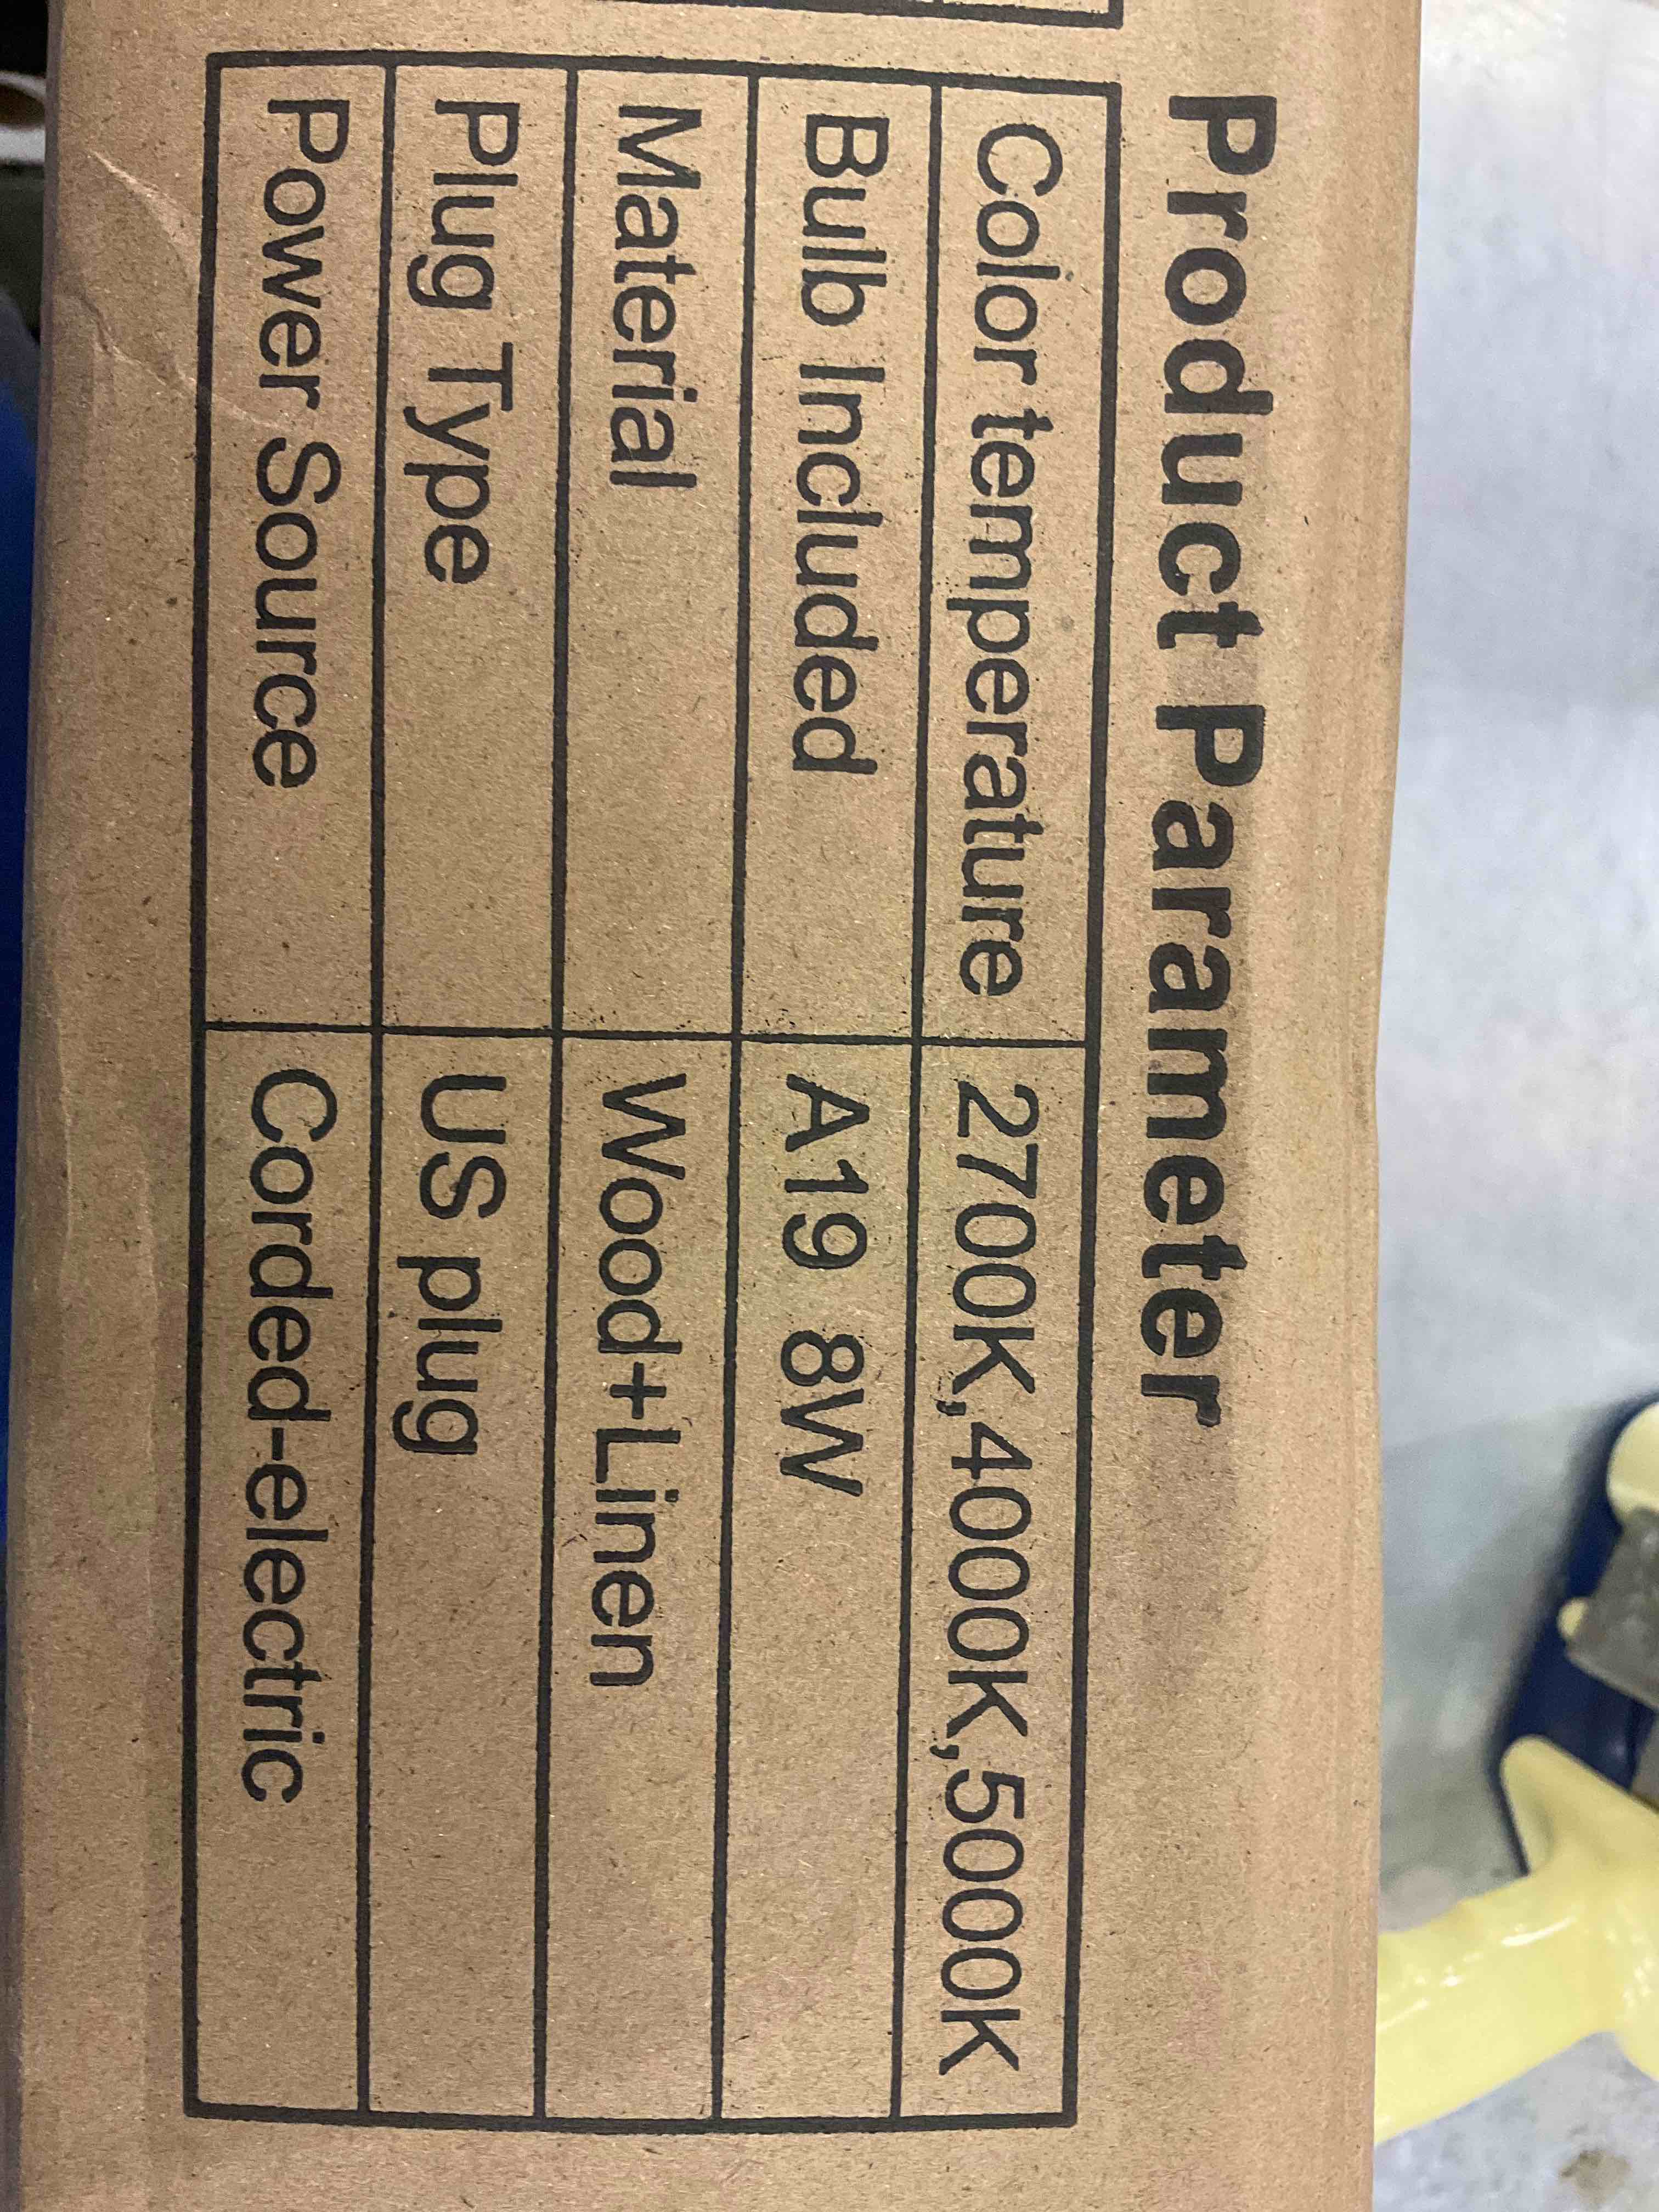 Product Parameter
Color temperature 2700K,4000K,5000K
Bulb Included A19 8W
Material Wood+Linen
Plug Type US plug
Power Source Corded-electric